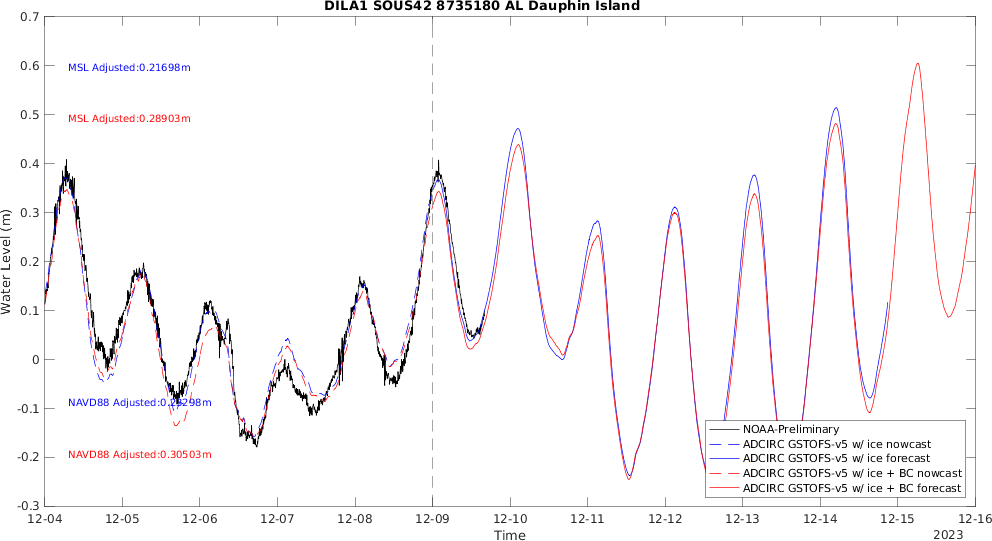 DILA1 SOUS42 8735180 AL Dauphin Island
0.7
0.6
0.5
0.4
0.3
0.2
0.1
0
-0.1
-0.2
-0.3
Water Level (m)
MSL Adjusted:0.21698m
MSL Adjusted:0.28903m
NAVD88 Adjusted:0.23298m
NAVD88 Adjusted:0.30503m
NOAA-Preliminary
ADCIRC GSTOFS-v5 w/ ice nowcast
ADCIRC GSTOFS-v5 w/ ice forecast
ADCIRC GSTOFS-v5 w/ ice + BC nowcast
ADCIRC GSTOFS-v5 w/ ice + BC forecast
12-04 12-05 12-06 12-07 12-08 12-09 12-10 12-11 12-12 12-13 12-14 12-15 12-16
Time
2023